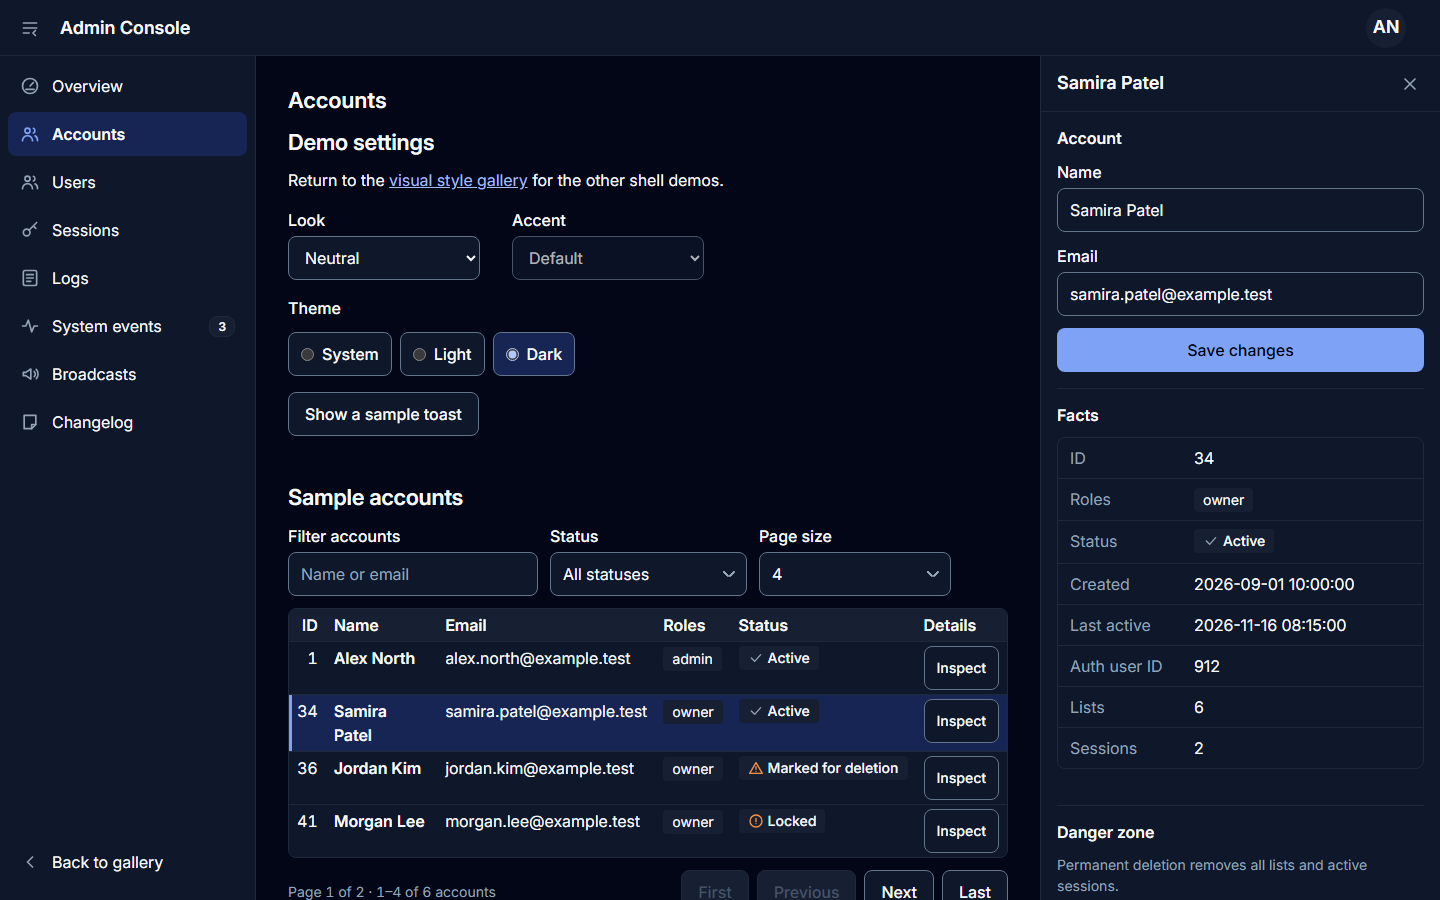 Admin Console
AN
Overview
Accounts
Users
Sessions
Logs
System events 3
Broadcasts
Changelog
Back to gallery
Accounts
Demo settings
Return to the visual style gallery for the other shell demos.
Look Accent
Neutral Default
Theme
System Light Dark
Show a sample toast
Sample accounts
Filter accounts Status Page size
Name or email All statuses 4
ID Name Email Roles Status Details
1 Alex North alex.north@example.test admin Active Inspect
34 Samira Patel samira.patel@example.test owner Active Inspect
36 Jordan Kim jordan.kim@example.test owner Marked for deletion Inspect
41 Morgan Lee morgan.lee@example.test owner Locked Inspect
Page 1 of 2 · 1–4 of 6 accounts First Previous Next Last
Samira Patel
Account
Name
Samira Patel
Email
samira.patel@example.test
Save changes
Facts
ID 34
Roles owner
Status Active
Created 2026-09-01 10:00:00
Last active 2026-11-16 08:15:00
Auth user ID 912
Lists 6
Sessions 2
Danger zone
Permanent deletion removes all lists and active
sessions.